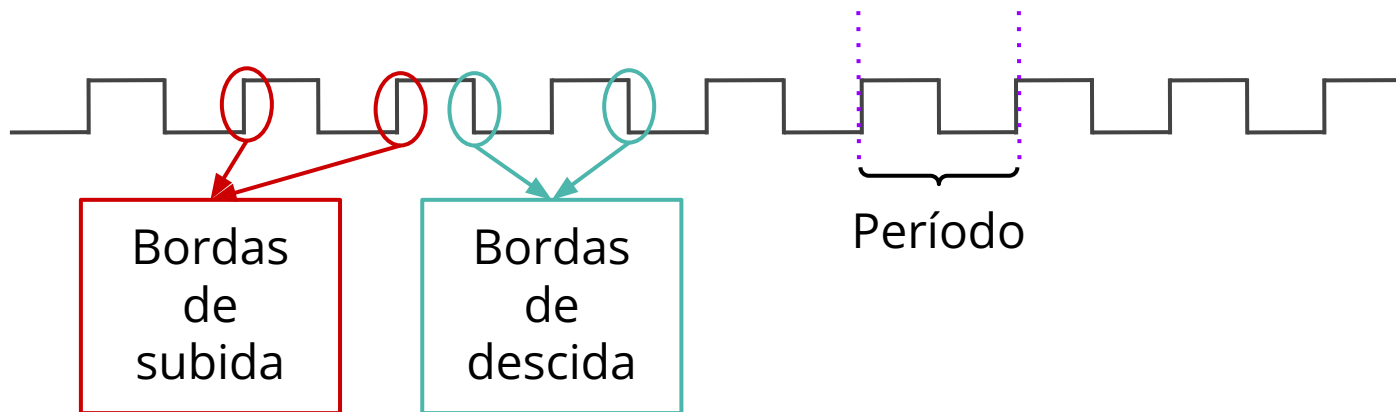 Bordas
de
subida
Bordas
de
descida
Período